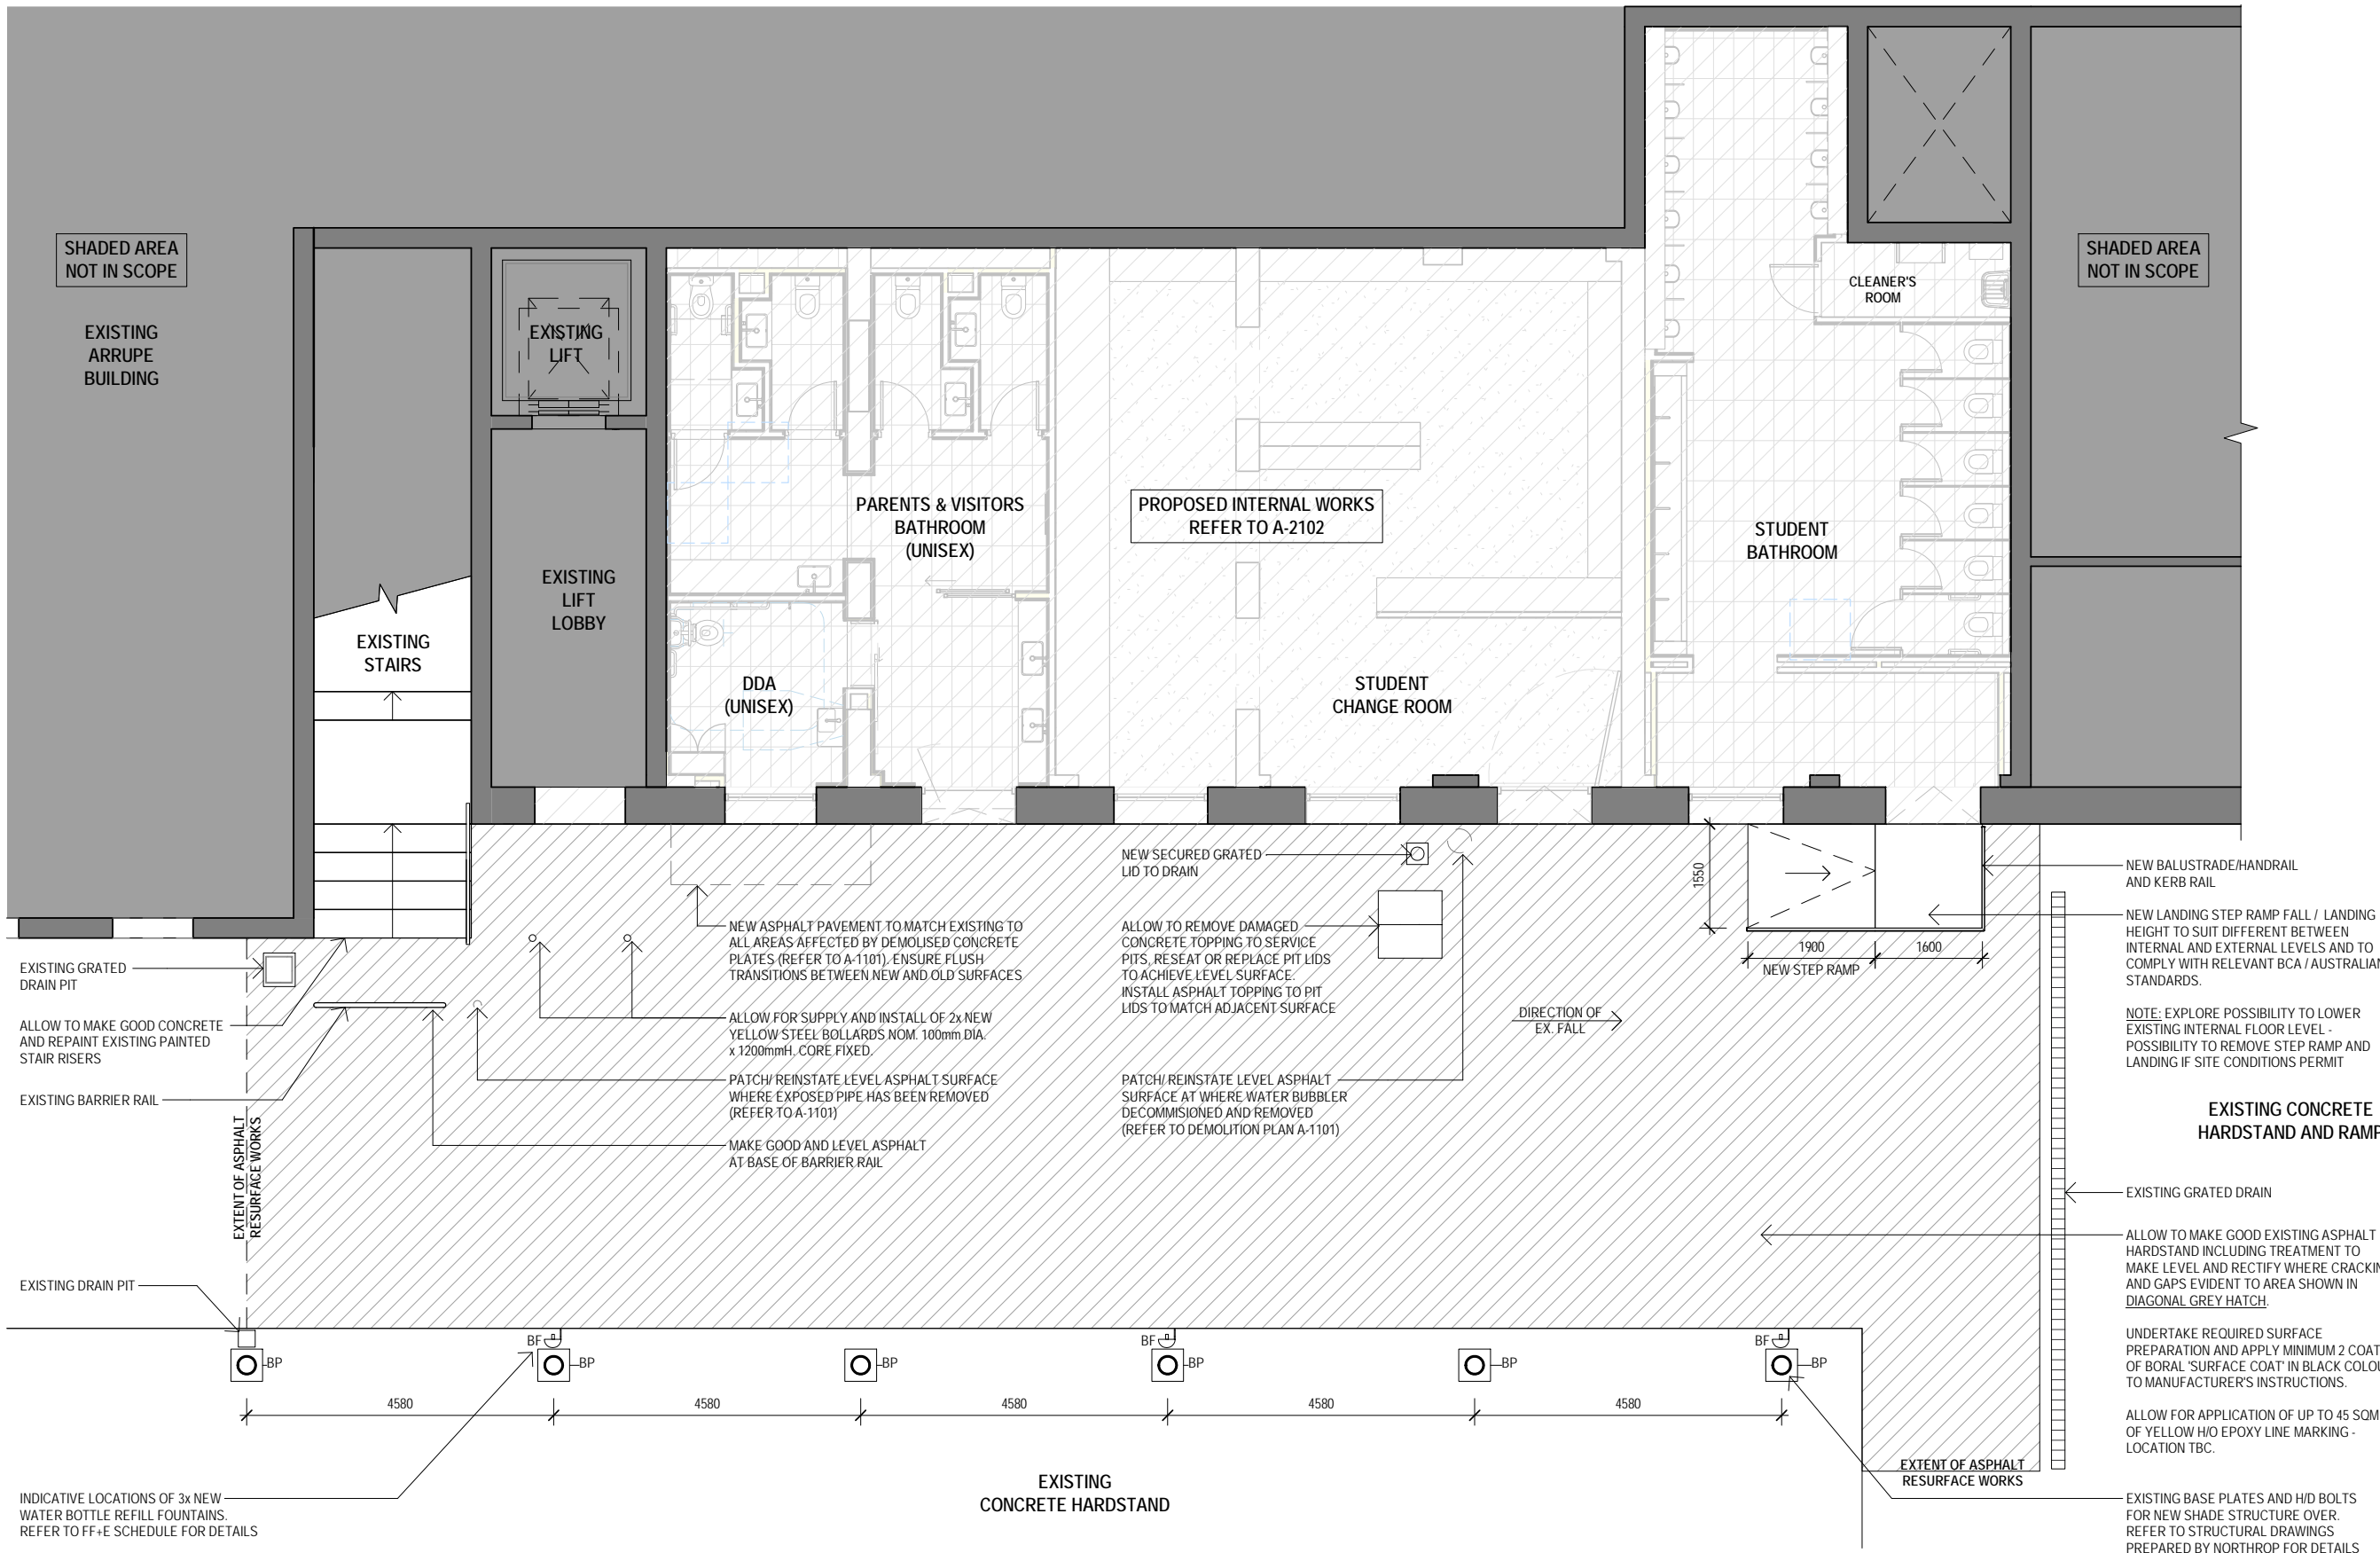 SHADED AREA
NOT IN SCOPE
EXISTING
ARRUPE
BUILDING
EXISTING
STAIRS
EXISTING
LIFT
EXISTING
LIFT
LOBBY
PARENTS & VISITORS
BATHROOM
(UNISEX)
DDA
(UNISEX)
PROPOSED INTERNAL WORKS
REFER TO A-2102
STUDENT
CHANGE ROOM
STUDENT
BATHROOM
CLEANER'S
ROOM
SHADED AREA
NOT IN SCOPE
EXISTING GRATED
DRAIN PIT
ALLOW TO MAKE GOOD CONCRETE
AND REPAINT EXISTING PAINTED
STAIR RISERS
EXISTING BARRIER RAIL
EXTENT OF ASPHALT
RESURFACE WORKS
EXISTING DRAIN PIT
INDICATIVE LOCATIONS OF 3x NEW
WATER BOTTLE REFILL FOUNTAINS.
REFER TO FF+E SCHEDULE FOR DETAILS
NEW ASPHALT PAVEMENT TO MATCH EXISTING TO
ALL AREAS AFFECTED BY DEMOLISED CONCRETE
PLATES (REFER TO A-1101). ENSURE FLUSH
TRANSITIONS BETWEEN NEW AND OLD SURFACES
ALLOW FOR SUPPLY AND INSTALL OF 2x NEW
YELLOW STEEL BOLLARDS NOM. 100mm DIA.
x 1200mmH. CORE FIXED.
PATCH/ REINSTATE LEVEL ASPHALT SURFACE
WHERE EXPOSED PIPE HAS BEEN REMOVED
(REFER TO A-1101)
MAKE GOOD AND LEVEL ASPHALT
AT BASE OF BARRIER RAIL
NEW SECURED GRATED
LID TO DRAIN
ALLOW TO REMOVE DAMAGED
CONCRETE TOPPING TO SERVICE
PITS, RESEAT OR REPLACE PIT LIDS
TO ACHIEVE LEVEL SURFACE.
INSTALL ASPHALT TOPPING TO PIT
LIDS TO MATCH ADJACENT SURFACE
PATCH/ REINSTATE LEVEL ASPHALT
SURFACE AT WHERE WATER BUBBLER
DECOMMISIONED AND REMOVED
(REFER TO DEMOLITION PLAN A-1101)
DIRECTION OF
EX. FALL
1550
1900
1600
NEW STEP RAMP
NEW BALUSTRADE/HANDRAIL
AND KERB RAIL
NEW LANDING STEP RAMP FALL / LANDING
HEIGHT TO SUIT DIFFERENT BETWEEN
INTERNAL AND EXTERNAL LEVELS AND TO
COMPLY WITH RELEVANT BCA / AUSTRALIAN
STANDARDS.
NOTE: EXPLORE POSSIBILITY TO LOWER
EXISTING INTERNAL FLOOR LEVEL -
POSSIBILITY TO REMOVE STEP RAMP AND
LANDING IF SITE CONDITIONS PERMIT
EXISTING CONCRETE
HARDSTAND AND RAMP
EXISTING GRATED DRAIN
ALLOW TO MAKE GOOD EXISTING ASPHALT
HARDSTAND INCLUDING TREATMENT TO
MAKE LEVEL AND RECTIFY WHERE CRACKIN
AND GAPS EVIDENT TO AREA SHOWN IN
DIAGONAL GREY HATCH.
UNDERTAKE REQUIRED SURFACE
PREPARATION AND APPLY MINIMUM 2 COAT
OF BORAL 'SURFACE COAT' IN BLACK COLOU
TO MANUFACTURER'S INSTRUCTIONS.
ALLOW FOR APPLICATION OF UP TO 45 SQM
OF YELLOW H/O EPOXY LINE MARKING -
LOCATION TBC.
EXTENT OF ASPHALT
RESURFACE WORKS
EXISTING BASE PLATES AND H/D BOLTS
FOR NEW SHADE STRUCTURE OVER.
REFER TO STRUCTURAL DRAWINGS
PREPARED BY NORTHROP FOR DETAILS
BF
BF
BF
BP
BP
BP
BP
BP
BP
4580
4580
4580
4580
4580
EXISTING
CONCRETE HARDSTAND